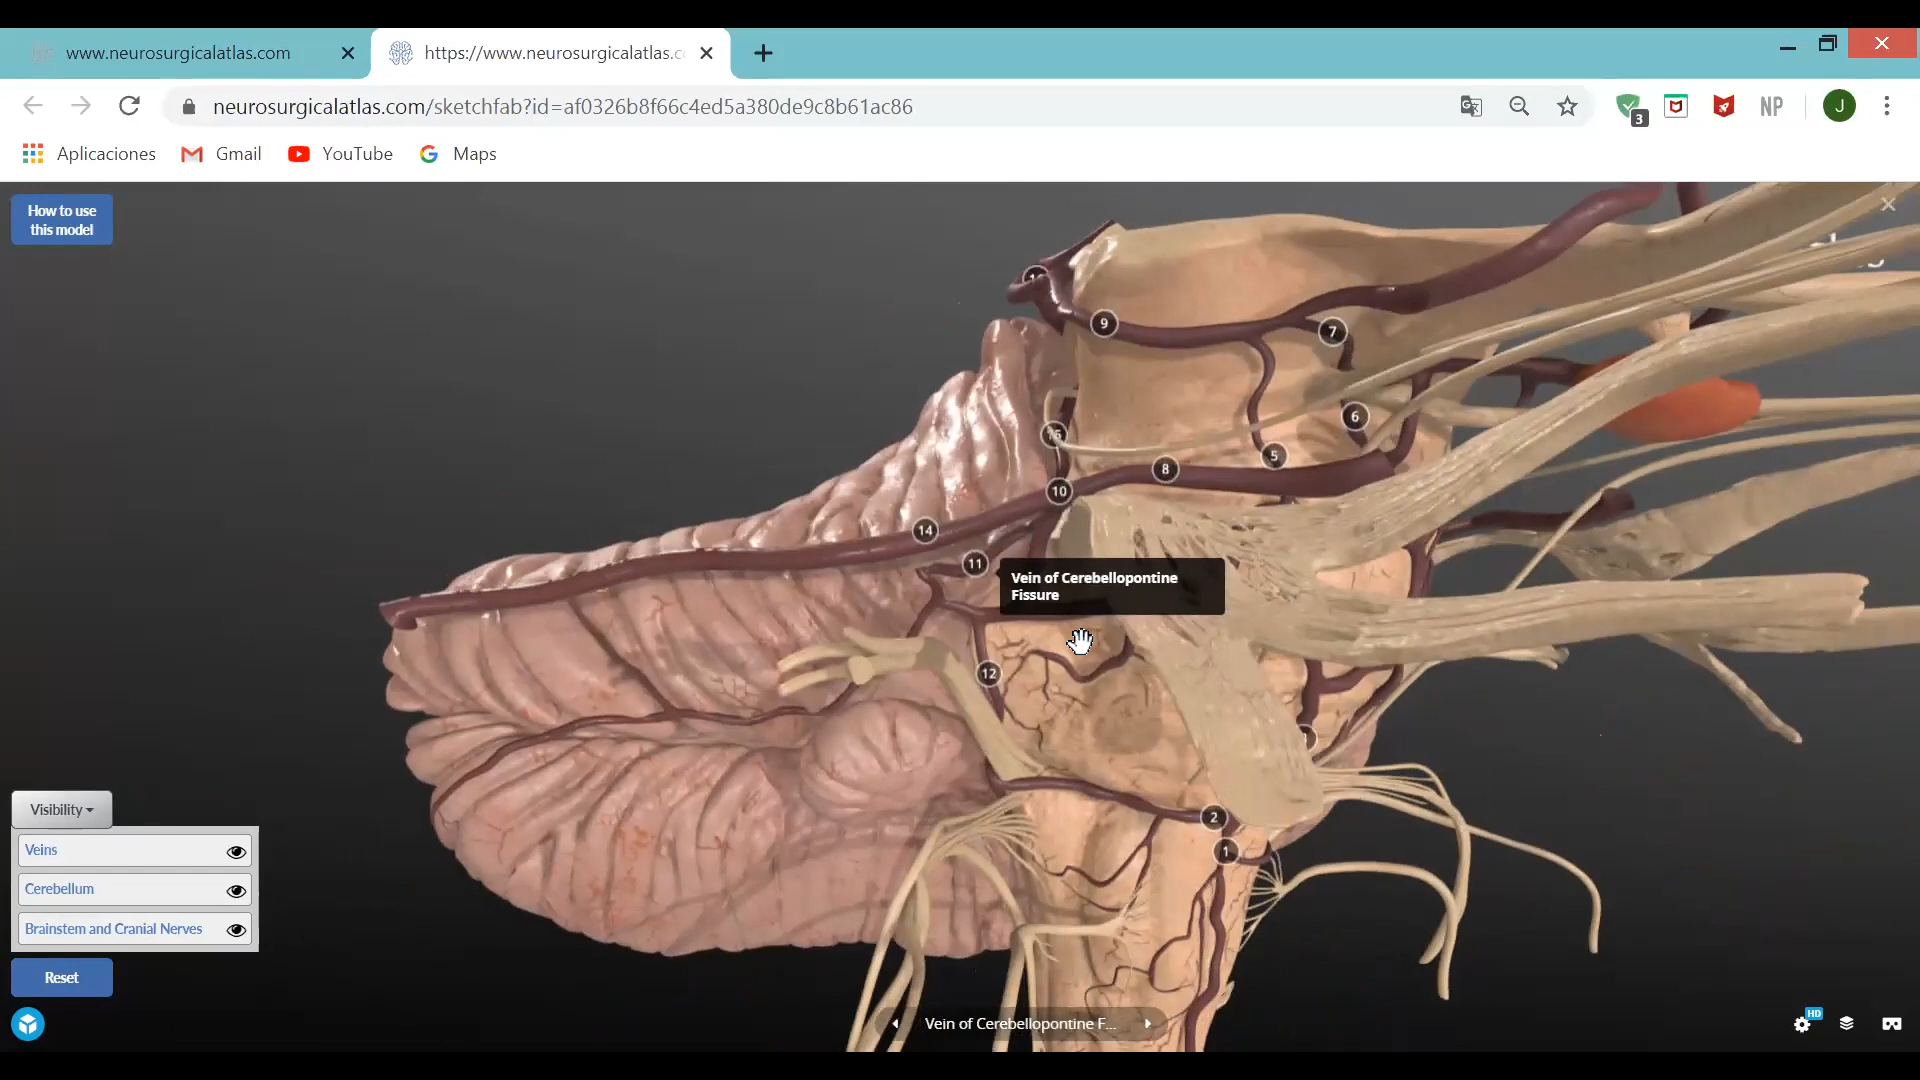 www.neurosurgicalatlas.com
https://www.neurosurgicalatlas.c
neurosurgicalatlas.com/sketchfab?id=af0326b8f66c4ed5a380de9c8b61ac86
3
NP
J
Aplicaciones
Gmail
YouTube
Maps
How to use
this model
9
7
6
15
5
8
10
14
11
Vein of Cerebellopontine
Fissure
12
2
1
Visibility
Veins
Cerebellum
Brainstem and Cranial Nerves
Reset
Vein of Cerebellopontine F...
HD